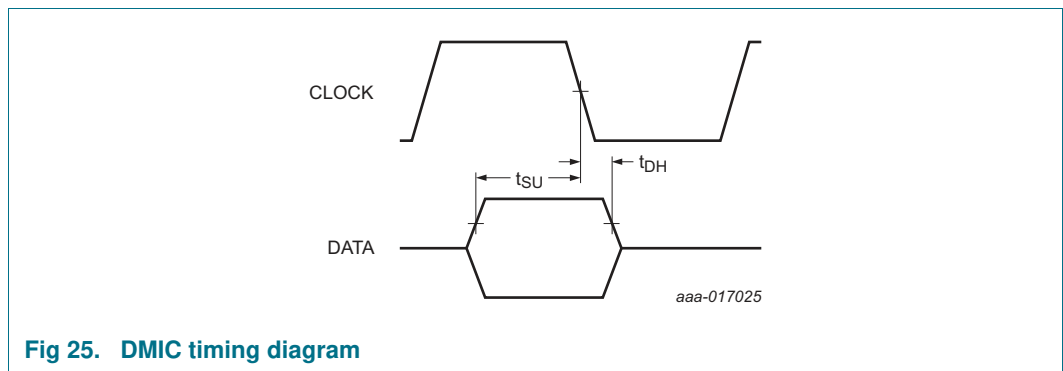 CLOCK
tSU
tDH
DATA
aaa-017025
Fig 25. DMIC timing diagram